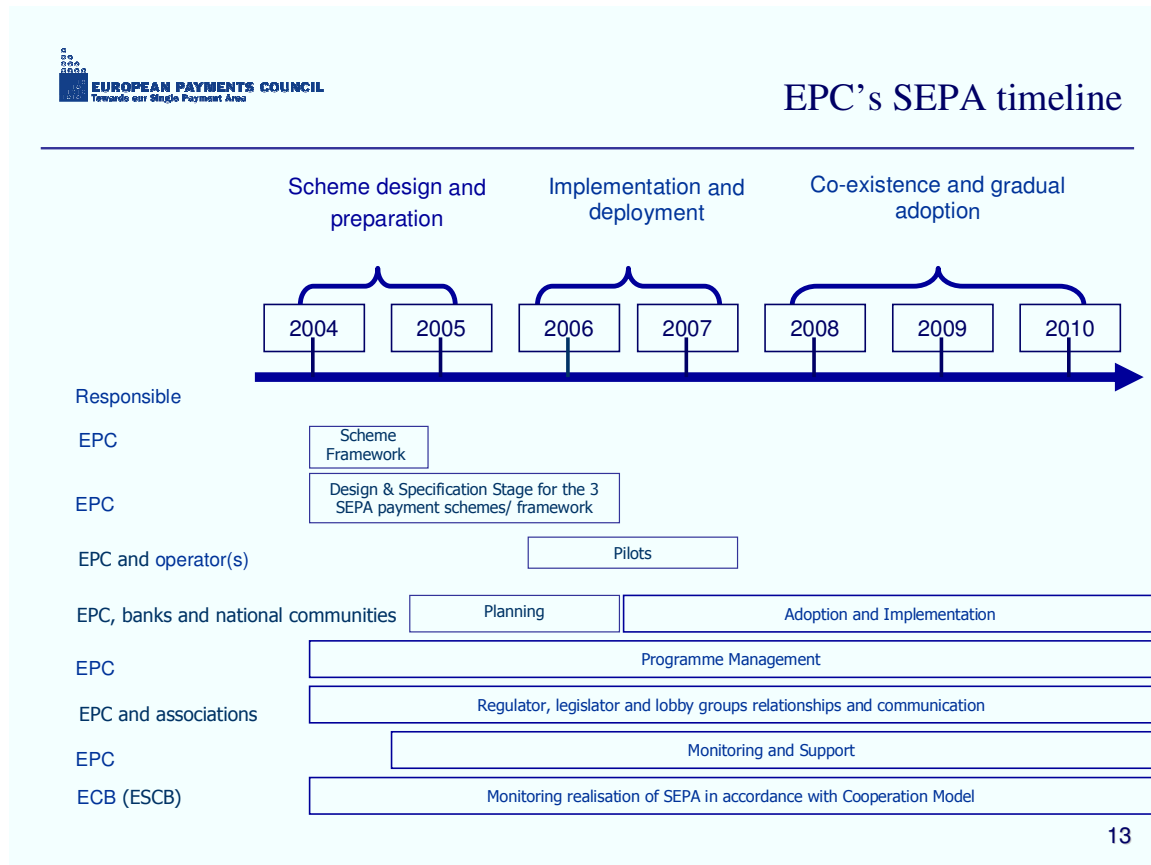 EUROPEAN PAYMENTS COUNCIL
Towards our Single Payment Area
EPC’s SEPA timeline
Scheme design and
preparation
Implementation and
deployment
Co-existence and gradual
adoption
2004
2005
2006
2007
2008
2009
2010
Responsible
EPC
Scheme
Framework
EPC
Design & Specification Stage for the 3
SEPA payment schemes/ framework
EPC and operator(s)
Pilots
EPC, banks and national communities
Planning
Adoption and Implementation
EPC
Programme Management
EPC and associations
Regulator, legislator and lobby groups relationships and communication
EPC
Monitoring and Support
ECB (ESCB)
Monitoring realisation of SEPA in accordance with Cooperation Model
13